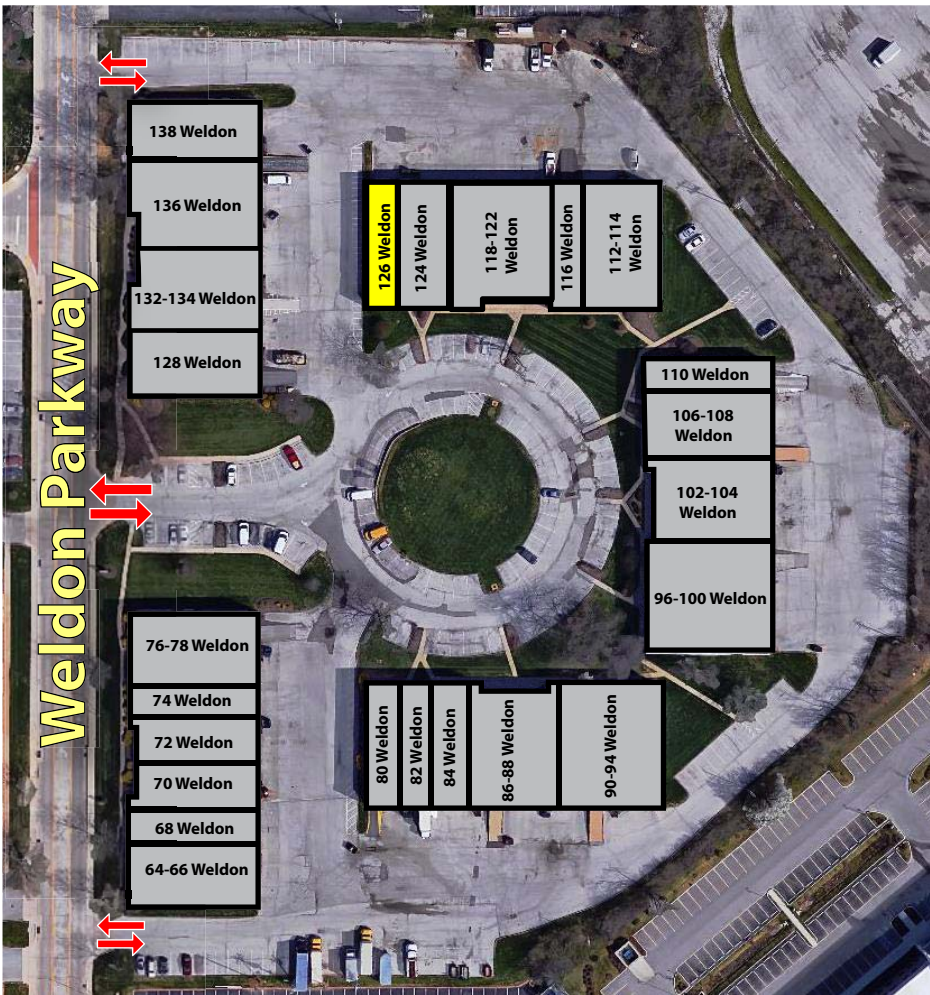 Weldon Parkway
138 Weldon
136 Weldon
132-134 Weldon
128 Weldon
126 Weldon
124 Weldon
118-122
Weldon
116 Weldon
112-114
Weldon
110 Weldon
106-108
Weldon
102-104
Weldon
96-100 Weldon
76-78 Weldon
74 Weldon
72 Weldon
70 Weldon
68 Weldon
64-66 Weldon
80 Weldon
82 Weldon
84 Weldon
86-88 Weldon
90-94 Weldon